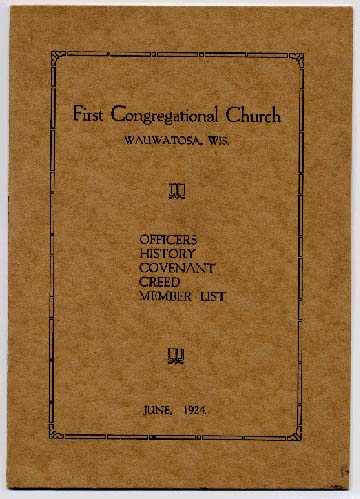 First Congregational Church
WAUWATOSA, WIS.
OFFICERS
HISTORY
COVENANT
CREED
MEMBER LIST
JUNE, 1924